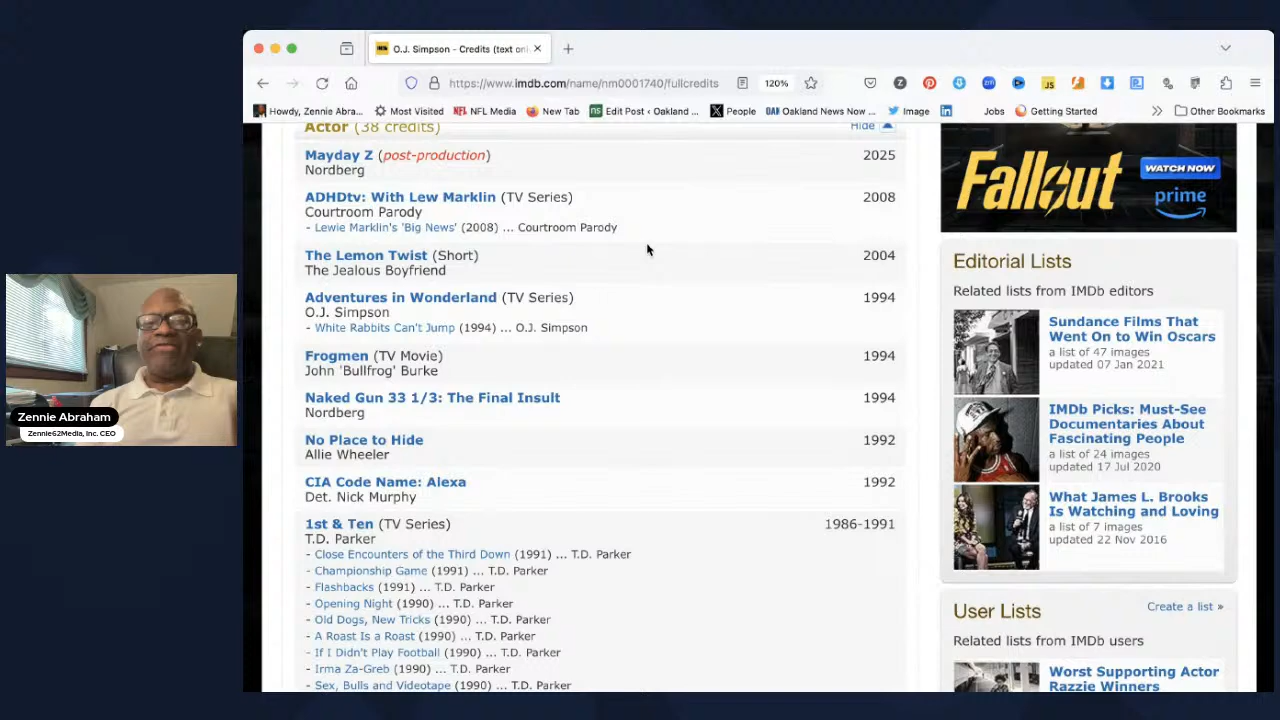 O.J. Simpson - Credits (text onl
https://www.imdb.com/name/nm0001740/fullcredits
120%
Howdy, Zennie Abra...
Most Visited
NFL Media
New Tab
Edit Post ‹ Oakland ...
People
Oakland News Now ...
Image
Jobs
Getting Started
Other Bookmarks
Actor (38 credits)
Hide
Mayday Z (post-production)
2025
Nordberg
ADHDtv: With Lew Marklin (TV Series)
2008
Courtroom Parody
- Lewie Marklin's 'Big News' (2008) ... Courtroom Parody
The Lemon Twist (Short)
2004
The Jealous Boyfriend
Adventures in Wonderland (TV Series)
1994
O.J. Simpson
- White Rabbits Can't Jump (1994) ... O.J. Simpson
Frogmen (TV Movie)
1994
John 'Bullfrog' Burke
Naked Gun 33 1/3: The Final Insult
1994
Nordberg
No Place to Hide
1992
Allie Wheeler
CIA Code Name: Alexa
1992
Det. Nick Murphy
1st & Ten (TV Series)
1986-1991
T.D. Parker
- Close Encounters of the Third Down (1991) ... T.D. Parker
- Championship Game (1991) ... T.D. Parker
- Flashbacks (1991) ... T.D. Parker
- Opening Night (1990) ... T.D. Parker
- Old Dogs, New Tricks (1990) ... T.D. Parker
- A Roast Is a Roast (1990) ... T.D. Parker
- If I Didn't Play Football (1990) ... T.D. Parker
- Irma Za-Greb (1990) ... T.D. Parker
- Sex, Bulls and Videotape (1990) ... T.D. Parker
Fallout
WATCH NOW
prime
Editorial Lists
Related lists from IMDb editors
Sundance Films That
Went On to Win Oscars
a list of 47 images
updated 07 Jan 2021
IMDb Picks: Must-See
Documentaries About
Fascinating People
a list of 24 images
updated 17 Jul 2020
What James L. Brooks
Is Watching and Loving
a list of 7 images
updated 22 Nov 2016
User Lists
Create a list »
Related lists from IMDb users
Worst Supporting Actor
Razzie Winners
Zennie Abraham
Zennie62Media, Inc. CEO